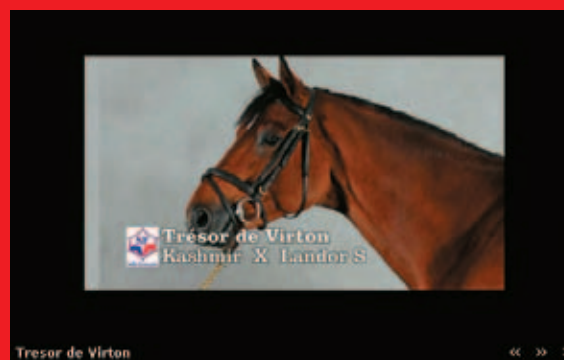 Trésor de Virton
Kashmir X Landor S
Tresor de Virton
« »